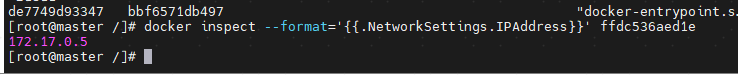 de7749d93347   bbf6571db497                     "docker-entrypoint.s.
[root@master /]# docker inspect --format='{{.NetworkSettings.IPAddress}}' ffdc536aed1e
172.17.0.5
[root@master /]#